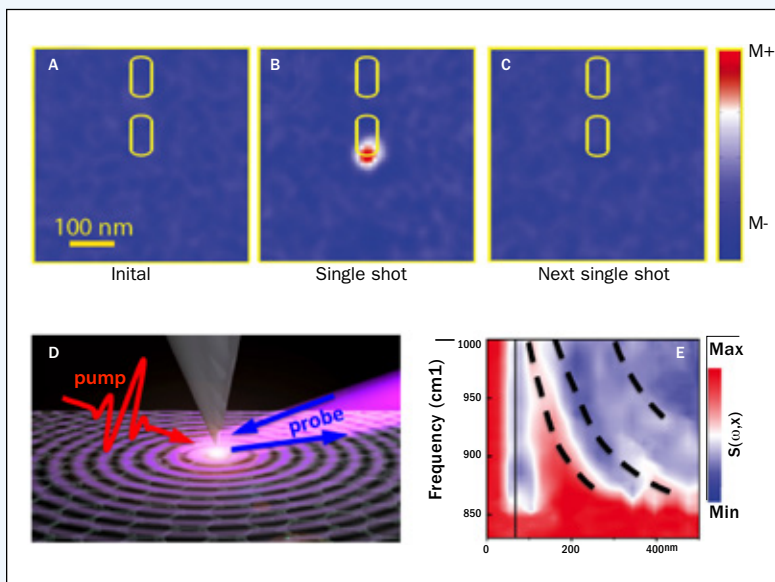 A
B
C
M+
M-
100 nm
Inital
Single shot
Next single shot
D
pump
probe
E
Frequency (cm1)
1000
950
900
850
0
200
400nm
Max
S(ω,x)
Min